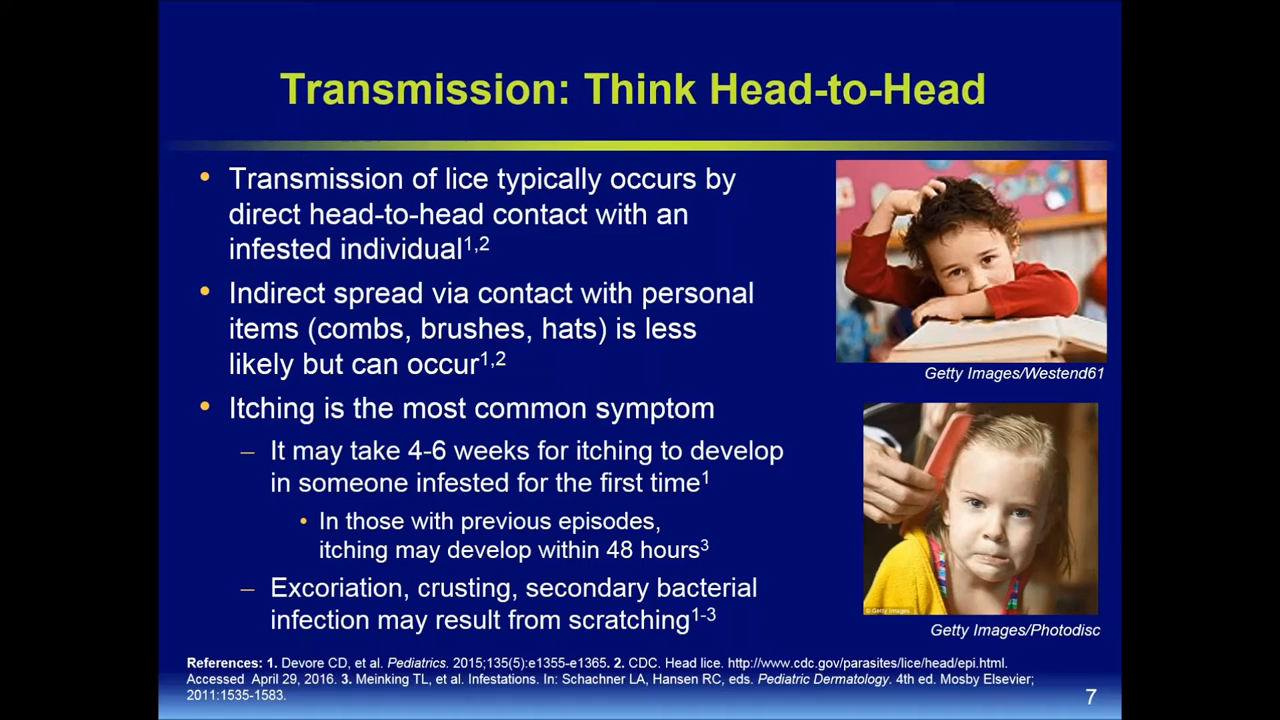 Transmission: Think Head-to-Head
• Transmission of lice typically occurs by
direct head-to-head contact with an
infested individual1,2
• Indirect spread via contact with personal
items (combs, brushes, hats) is less
likely but can occur1,2
• Itching is the most common symptom
– It may take 4-6 weeks for itching to develop
in someone infested for the first time1
• In those with previous episodes,
itching may develop within 48 hours3
– Excoriation, crusting, secondary bacterial
infection may result from scratching1-3
Getty Images/Westend61
© Getty Images
Getty Images/Photodisc
References: 1. Devore CD, et al. Pediatrics. 2015;135(5):e1355-e1365. 2. CDC. Head lice. http://www.cdc.gov/parasites/lice/head/epi.html.
Accessed April 29, 2016. 3. Meinking TL, et al. Infestations. In: Schachner LA, Hansen RC, eds. Pediatric Dermatology. 4th ed. Mosby Elsevier;
2011:1535-1583.
7